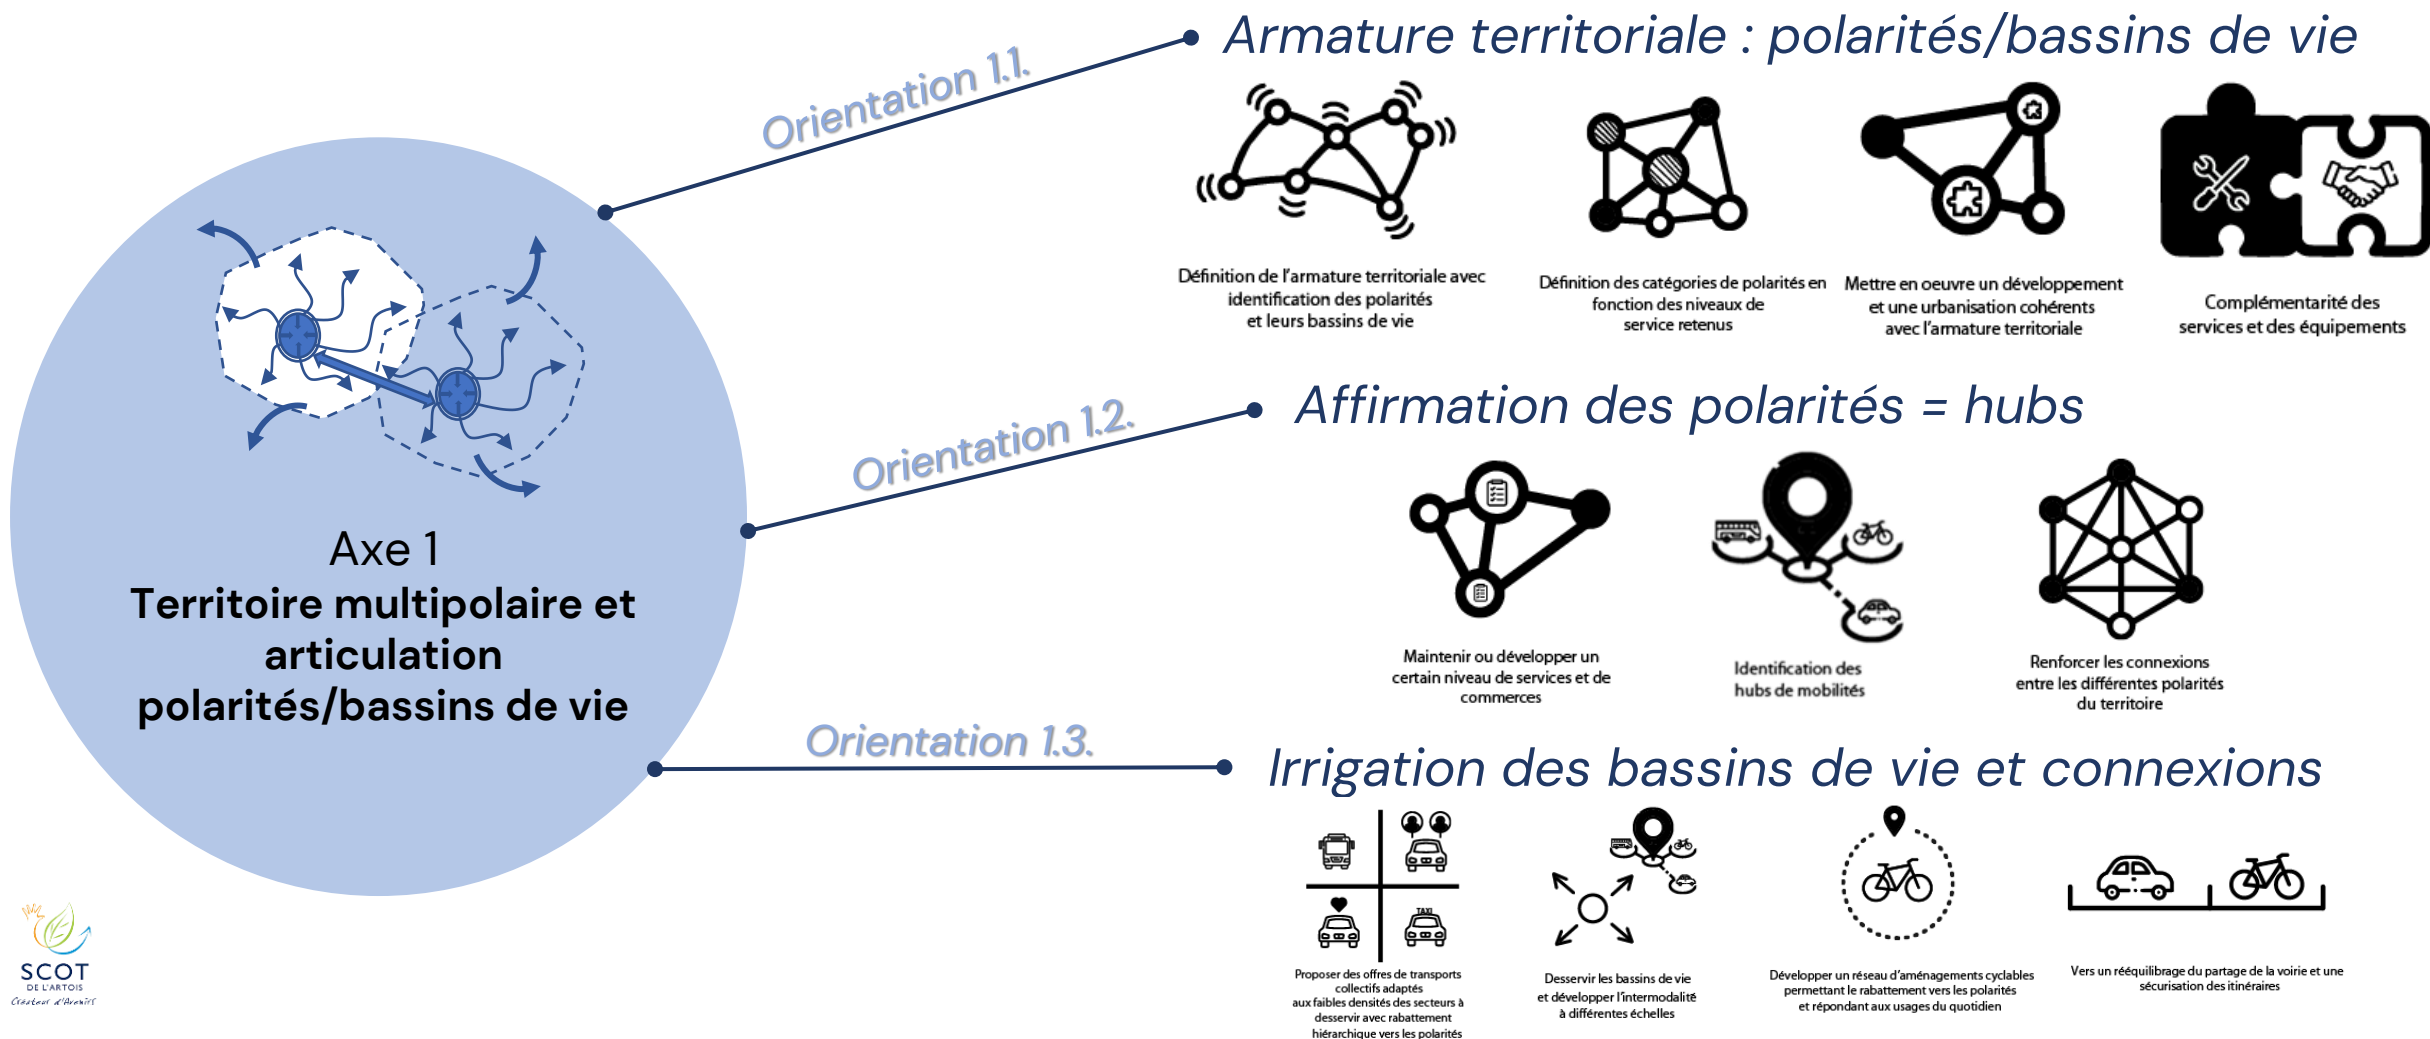 Orientation 1.1.
Armature territoriale : polarités/bassins de vie
Définition de l'armature territoriale avec
identification des polarités
et leurs bassins de vie
Définition des catégories de polarités en
fonction des niveaux de
service retenus
Mettre en oeuvre un développement
et une urbanisation cohérents
avec l'armature territoriale
Complémentarité des
services et des équipements
Axe 1
Territoire multipolaire et
articulation
polarités/bassins de vie
Orientation 1.2.
Affirmation des polarités = hubs
Maintenir ou développer un
certain niveau de services et de
commerces
Identification des
hubs de mobilités
Renforcer les connexions
entre les différentes polarités
du territoire
Orientation 1.3.
Irrigation des bassins de vie et connexions
TAXI
Proposer des offres de transports
collectifs adaptés
aux faibles densités des secteurs à
desservir avec rabattement
hiérarchique vers les polarités
Desservir les bassins de vie
et développer l'intermodalité
à différentes échelles
Développer un réseau d'aménagements cyclables
permettant le rabattement vers les polarités
et répondant aux usages du quotidien
Vers un rééquilibrage du partage de la voirie et une
sécurisation des itinéraires
SCOT
DE L'ARTOIS
Créateur d'Avenirs